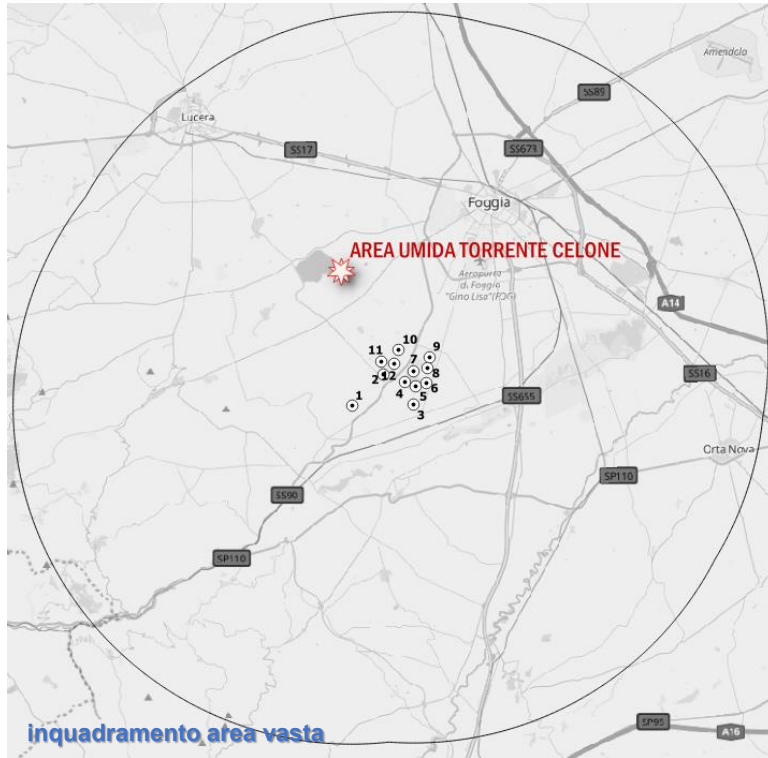 Amendola
SS89
Lucera
SS17
SS673
Foggia
AREA UMIDA TORRENTE CELONE
Aeroporto
di Foggia
"Gino Lisa"(FOG)
A14
10
11
9
7
2
12
8
4
6
5
1
3
SS16
SS655
Orta Nova
SP110
SS90
SP110
SP95
A16
inquadramento area vasta